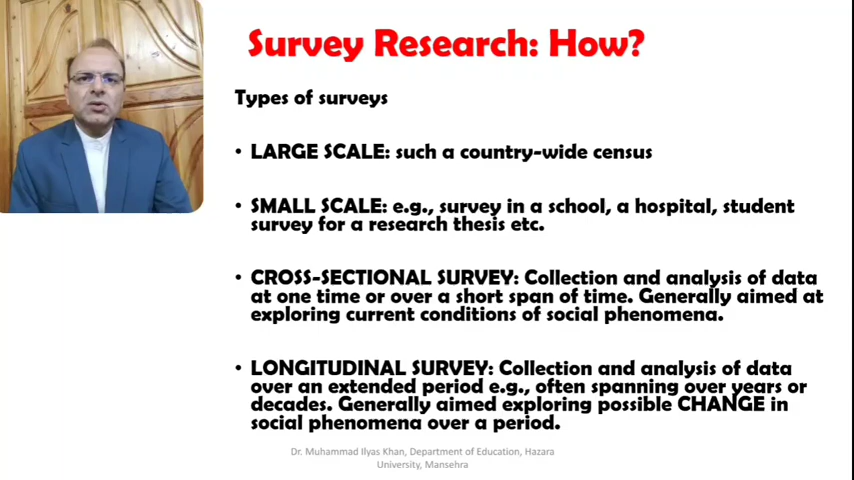 Survey Research: How?
Types of surveys
• LARGE SCALE: such a country-wide census
• SMALL SCALE: e.g., survey in a school, a hospital, student
survey for a research thesis etc.
• CROSS-SECTIONAL SURVEY: Collection and analysis of data
at one time or over a short span of time. Generally aimed at
exploring current conditions of social phenomena.
• LONGITUDINAL SURVEY: Collection and analysis of data
over an extended period e.g., often spanning over years or
decades. Generally aimed exploring possible CHANGE in
social phenomena over a period.
Dr. Muhammad Ilyas Khan, Department of Education, Hazara
University, Mansehra